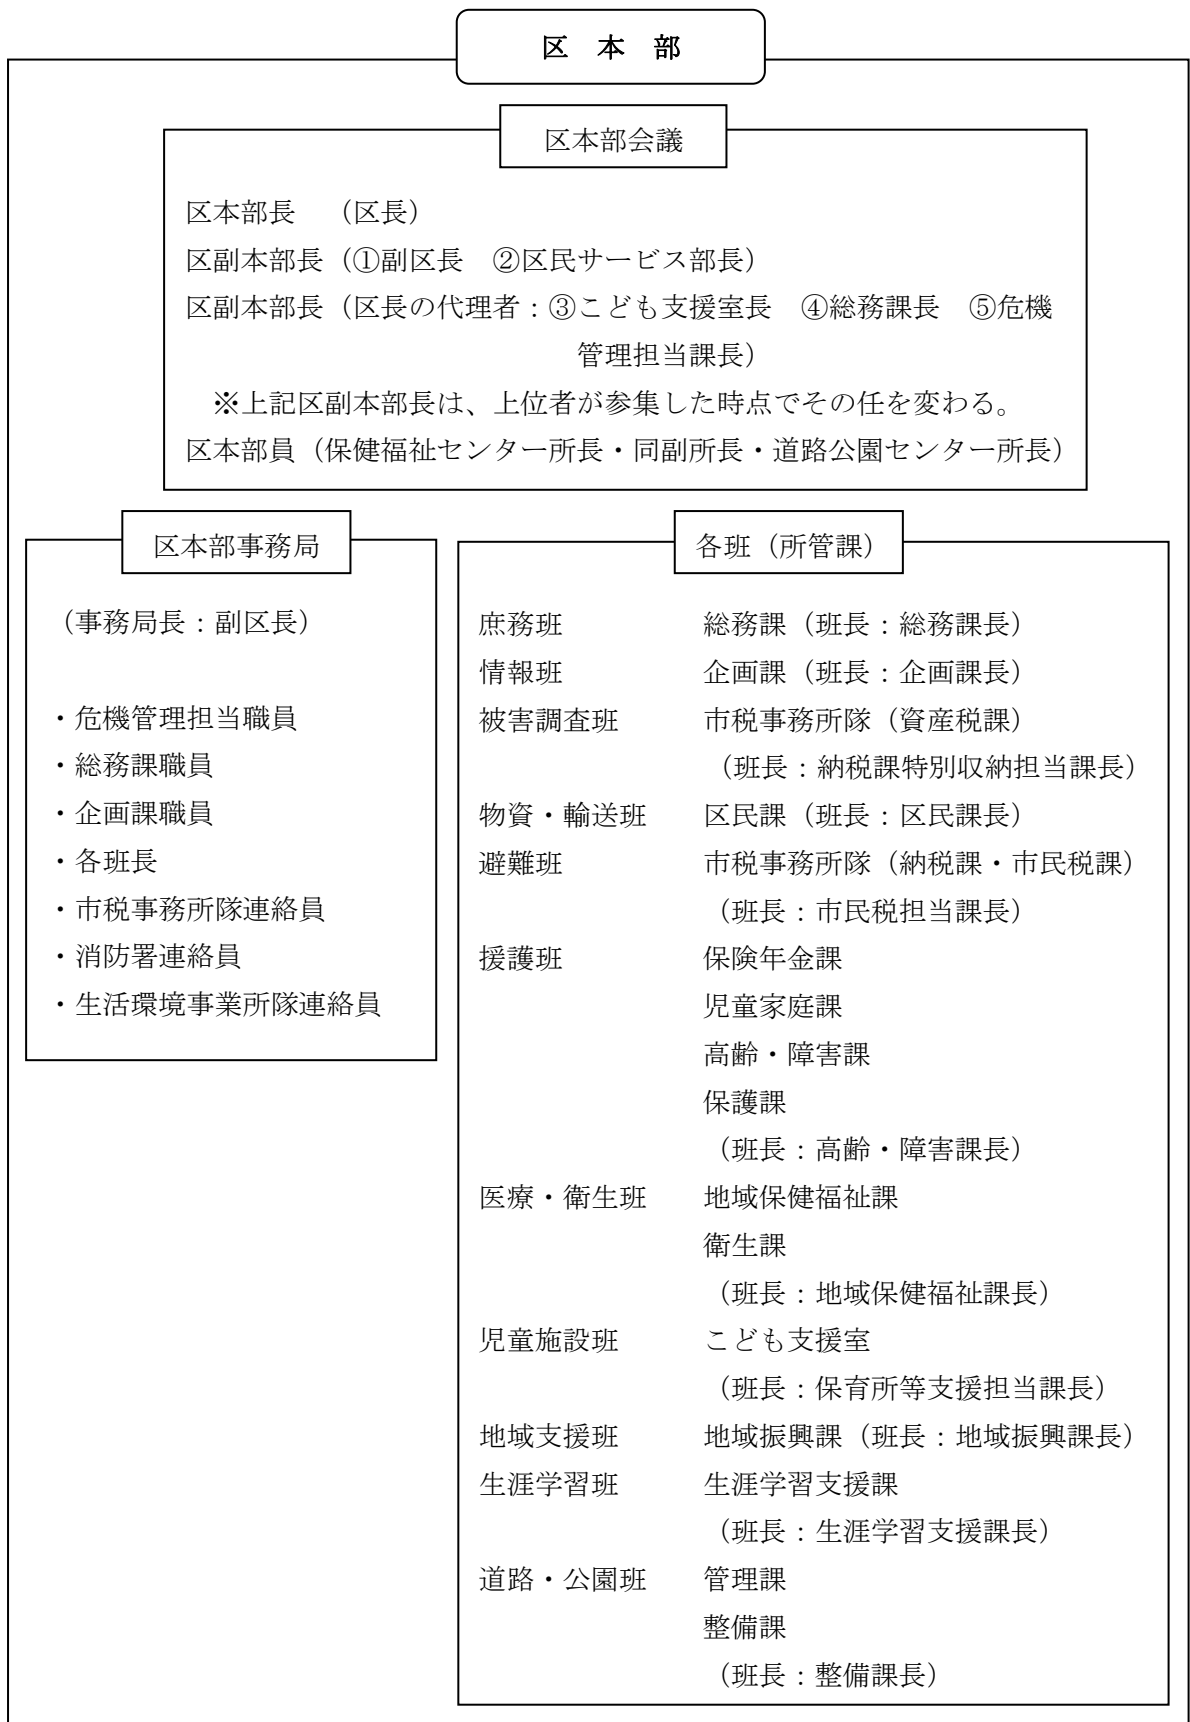 区 本 部
区本部会議
区本部長　（区長）
区副本部長（①副区長　②区民サービス部長）
区副本部長（区長の代理者：③こども支援室長　④総務課長　⑤危機
管理担当課長）
※上記区副本部長は、上位者が参集した時点でその任を変わる。
区本部員（保健福祉センター所長・同副所長・道路公園センター所長）
区本部事務局
（事務局長：副区長）
・危機管理担当職員
・総務課職員
・企画課職員
・各班長
・市税事務所隊連絡員
・消防署連絡員
・生活環境事業所隊連絡員
各班（所管課）
庶務班　総務課（班長：総務課長）
情報班　企画課（班長：企画課長）
被害調査班　市税事務所隊（資産税課）
（班長：納税課特別収納担当課長）
物資・輸送班　区民課（班長：区民課長）
避難班　市税事務所隊（納税課・市民税課）
（班長：市民税担当課長）
援護班　保険年金課
児童家庭課
高齢・障害課
保護課
（班長：高齢・障害課長）
医療・衛生班　地域保健福祉課
衛生課
（班長：地域保健福祉課長）
児童施設班　こども支援室
（班長：保育所等支援担当課長）
地域支援班　地域振興課（班長：地域振興課長）
生涯学習班　生涯学習支援課
（班長：生涯学習支援課長）
道路・公園班　管理課
整備課
（班長：整備課長）